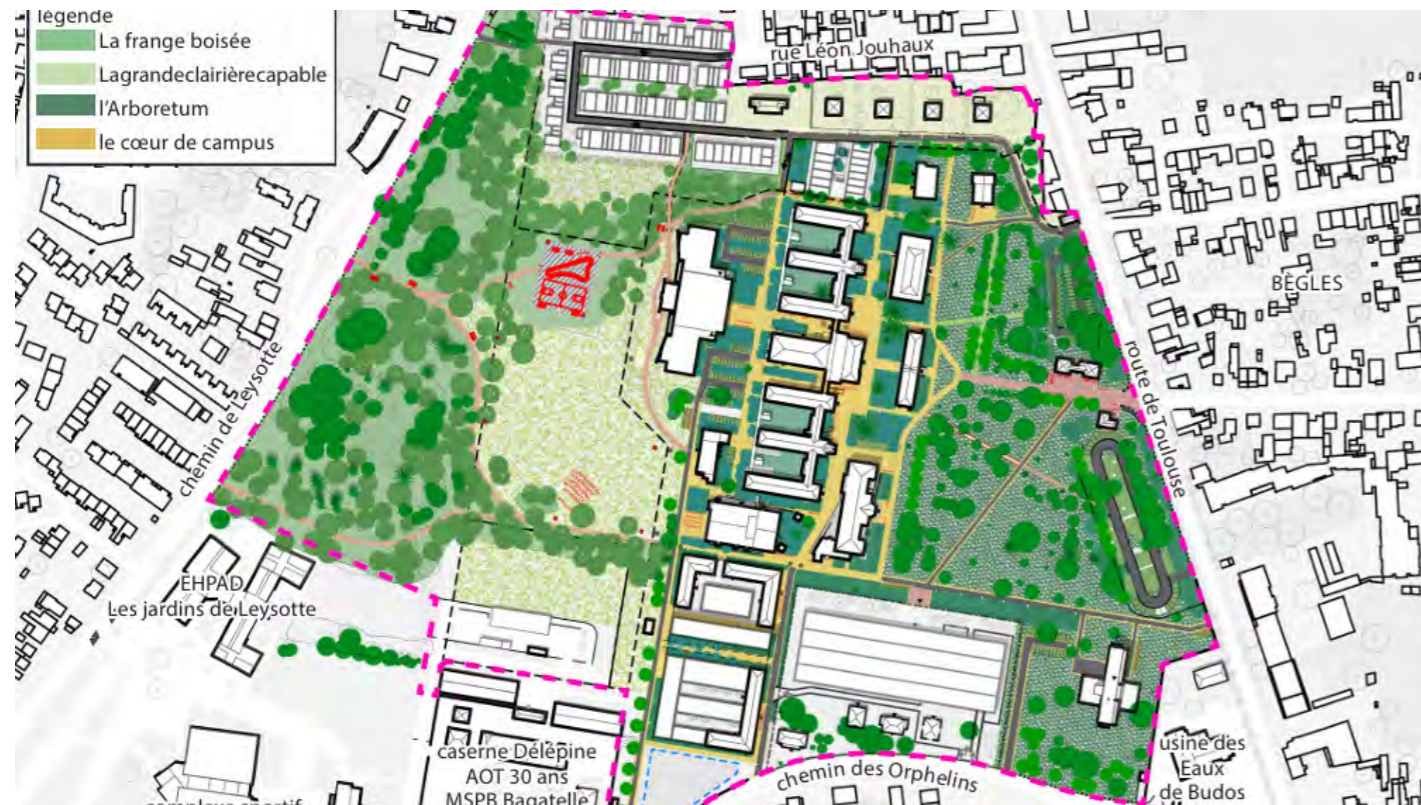 légende
La frange boisée
Lagrandeclairièrecapable
l'Arboretum
le cœur de campus
rue Léon Jouhaux
BÈGLES
chemin de Leysotte
route de Toulouse
EHPAD
Les jardins de Leysotte
caserne Délépine
AOT 30 ans
MSPB Bagatelle
chemin des Orphelins
usine des
Eaux
de Budos
complexe sportif